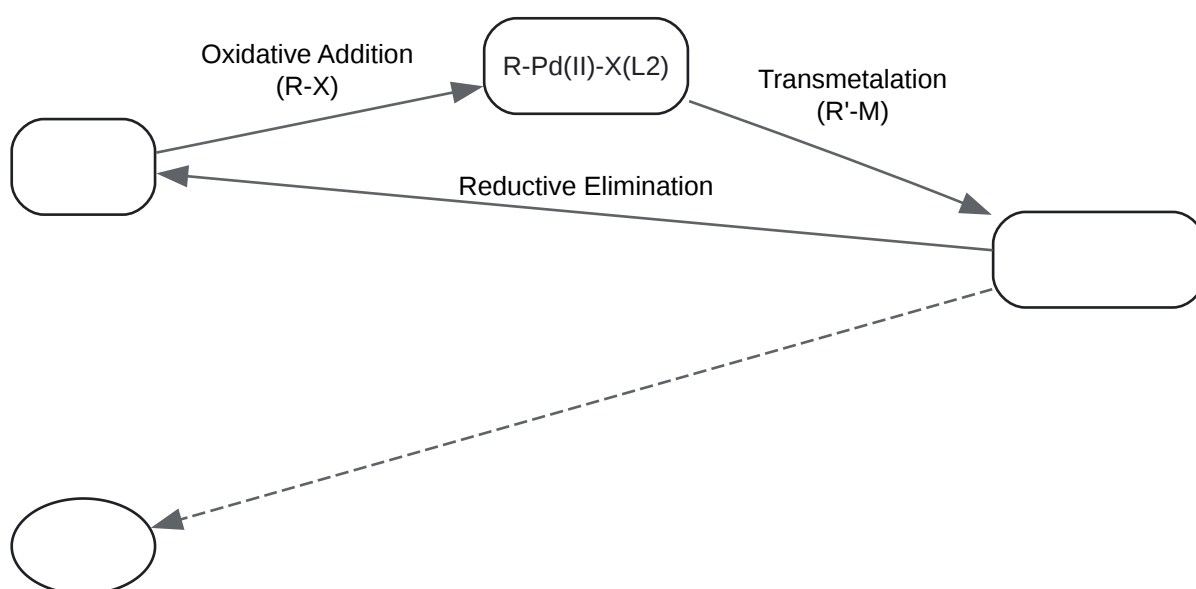 Oxidative Addition
(R-X)
R-Pd(II)-X(L2)
Transmetalation
(R'-M)
Reductive Elimination